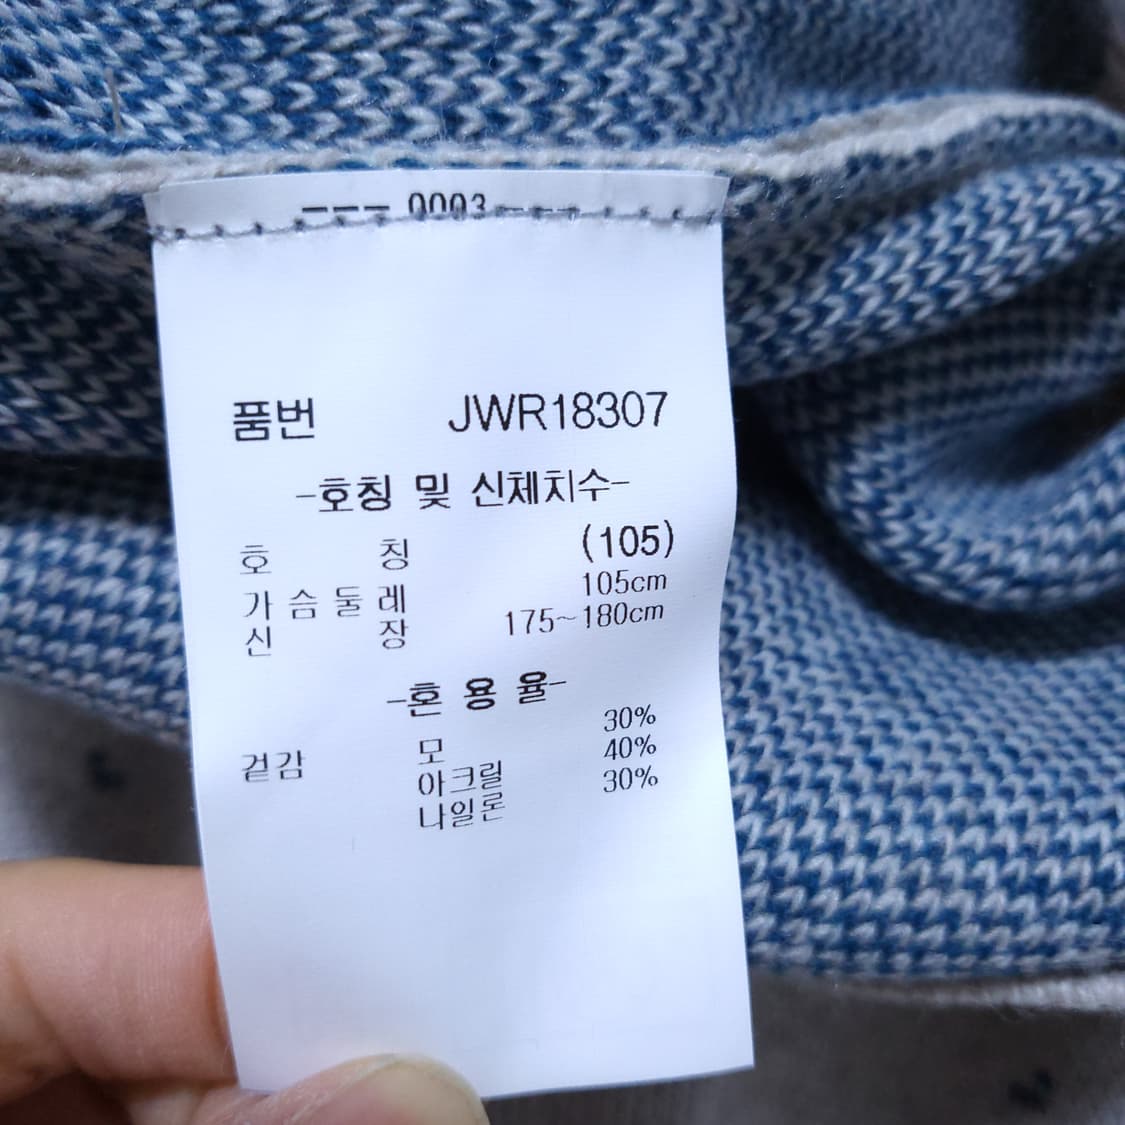 --- 0003 ---
품번 JWR18307
-호칭 및 신체치수-
호 칭 (105)
가 슴 둘 레 105cm
신 장 175~180cm
-혼 용 율-
겉감 모 30%
아크릴 40%
나일론 30%